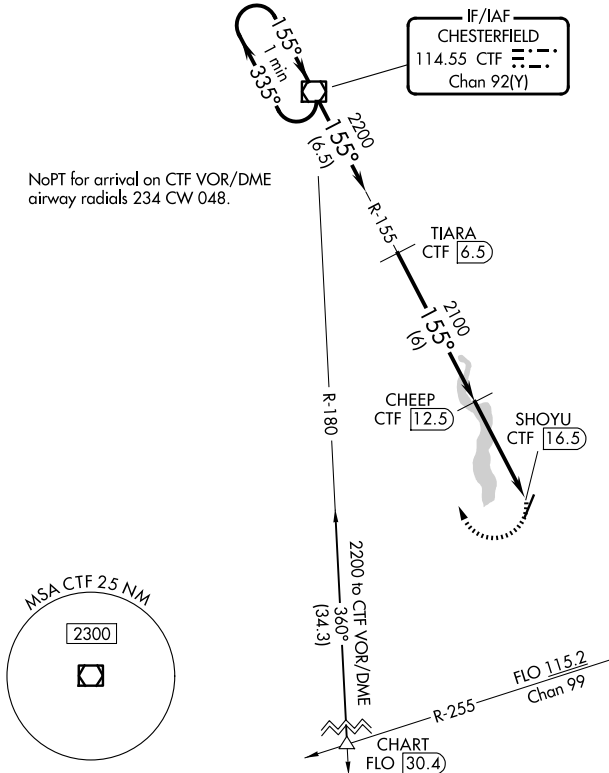 IF/IAF
CHESTERFIELD
114.55 CTF
Chan 92(Y)
155°
1 min
335°
2200
155°
(6.5)
NoPT for arrival on CTF VOR/DME
airway radials 234 CW 048.
R-155
TIARA
CTF 6.5
2100
155°
(6)
CHEEP
CTF 12.5
SHOYU
CTF 16.5
R-180
2200 to CTF VOR/DME
360°
(34.3)
MSA CTF 25 NM
2300
FLO 115.2
Chan 99
R-255
CHART
FLO 30.4